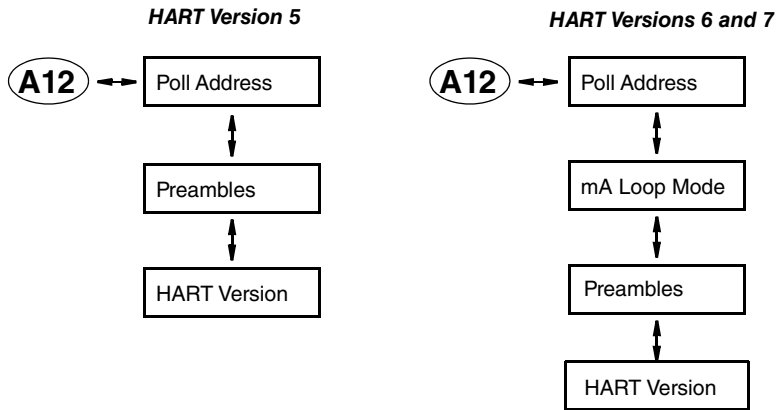 HART Version 5
A12
Poll Address
Preambles
HART Version
HART Versions 6 and 7
A12
Poll Address
mA Loop Mode
Preambles
HART Version